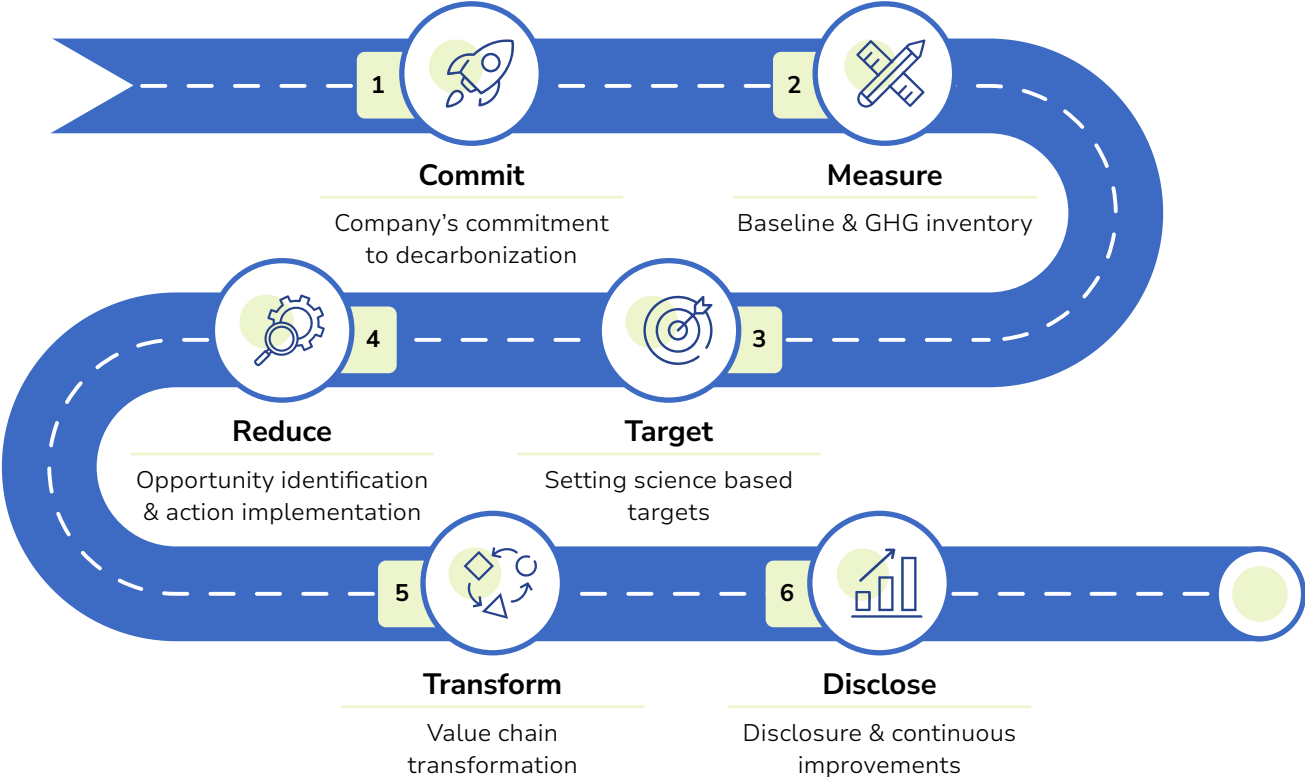 1
Commit
Company's commitment
to decarbonization
2
Measure
Baseline & GHG inventory
3
Target
Setting science based
targets
4
Reduce
Opportunity identification
& action implementation
5
Transform
Value chain
transformation
6
Disclose
Disclosure & continuous
improvements